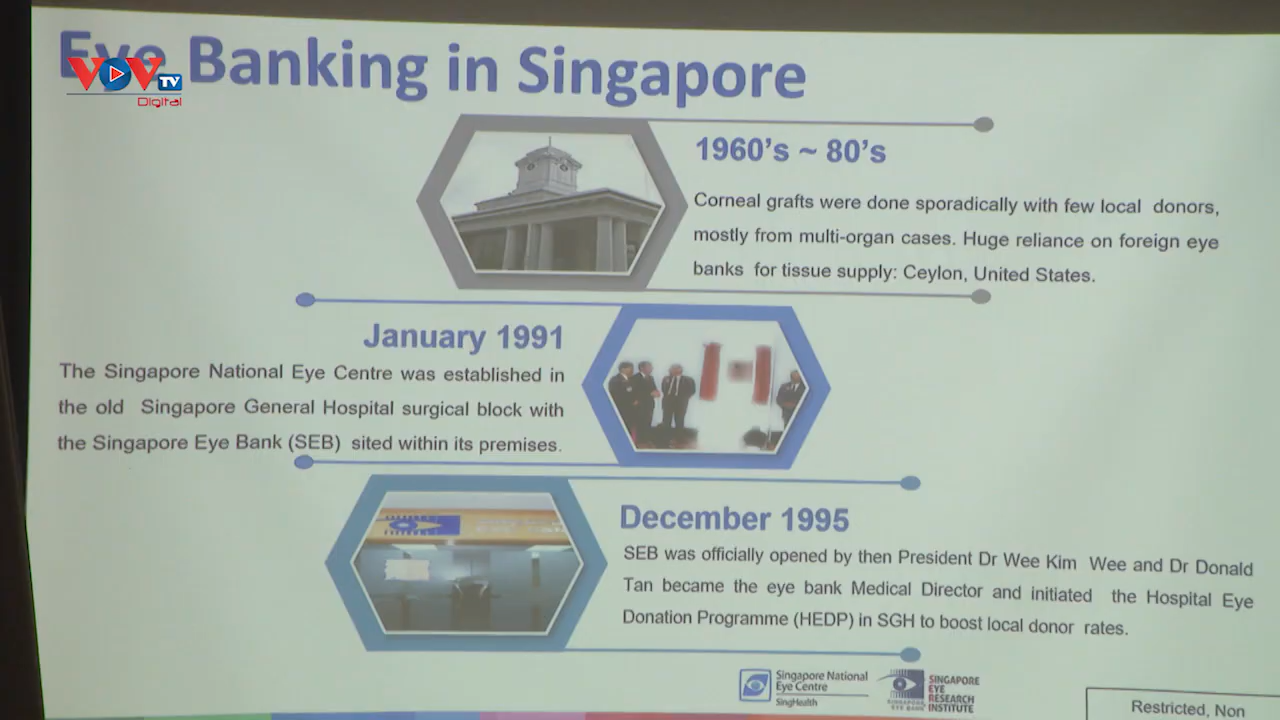 Eye Banking in Singapore
VOV TV
Digital
1960's ~ 80's
Corneal grafts were done sporadically with few local donors,
mostly from multi-organ cases. Huge reliance on foreign eye
banks for tissue supply: Ceylon, United States.
January 1991
The Singapore National Eye Centre was established in
the old Singapore General Hospital surgical block with
the Singapore Eye Bank (SEB) sited within its premises.
December 1995
SEB was officially opened by then President Dr Wee Kim Wee and Dr Donald
Tan became the eye bank Medical Director and initiated the Hospital Eye
Donation Programme (HEDP) in SGH to boost local donor rates.
Singapore National
Eye Centre
SingHealth
SINGAPORE
EYE BANK
SINGAPORE
EYE
RESEARCH
INSTITUTE
Restricted, Non